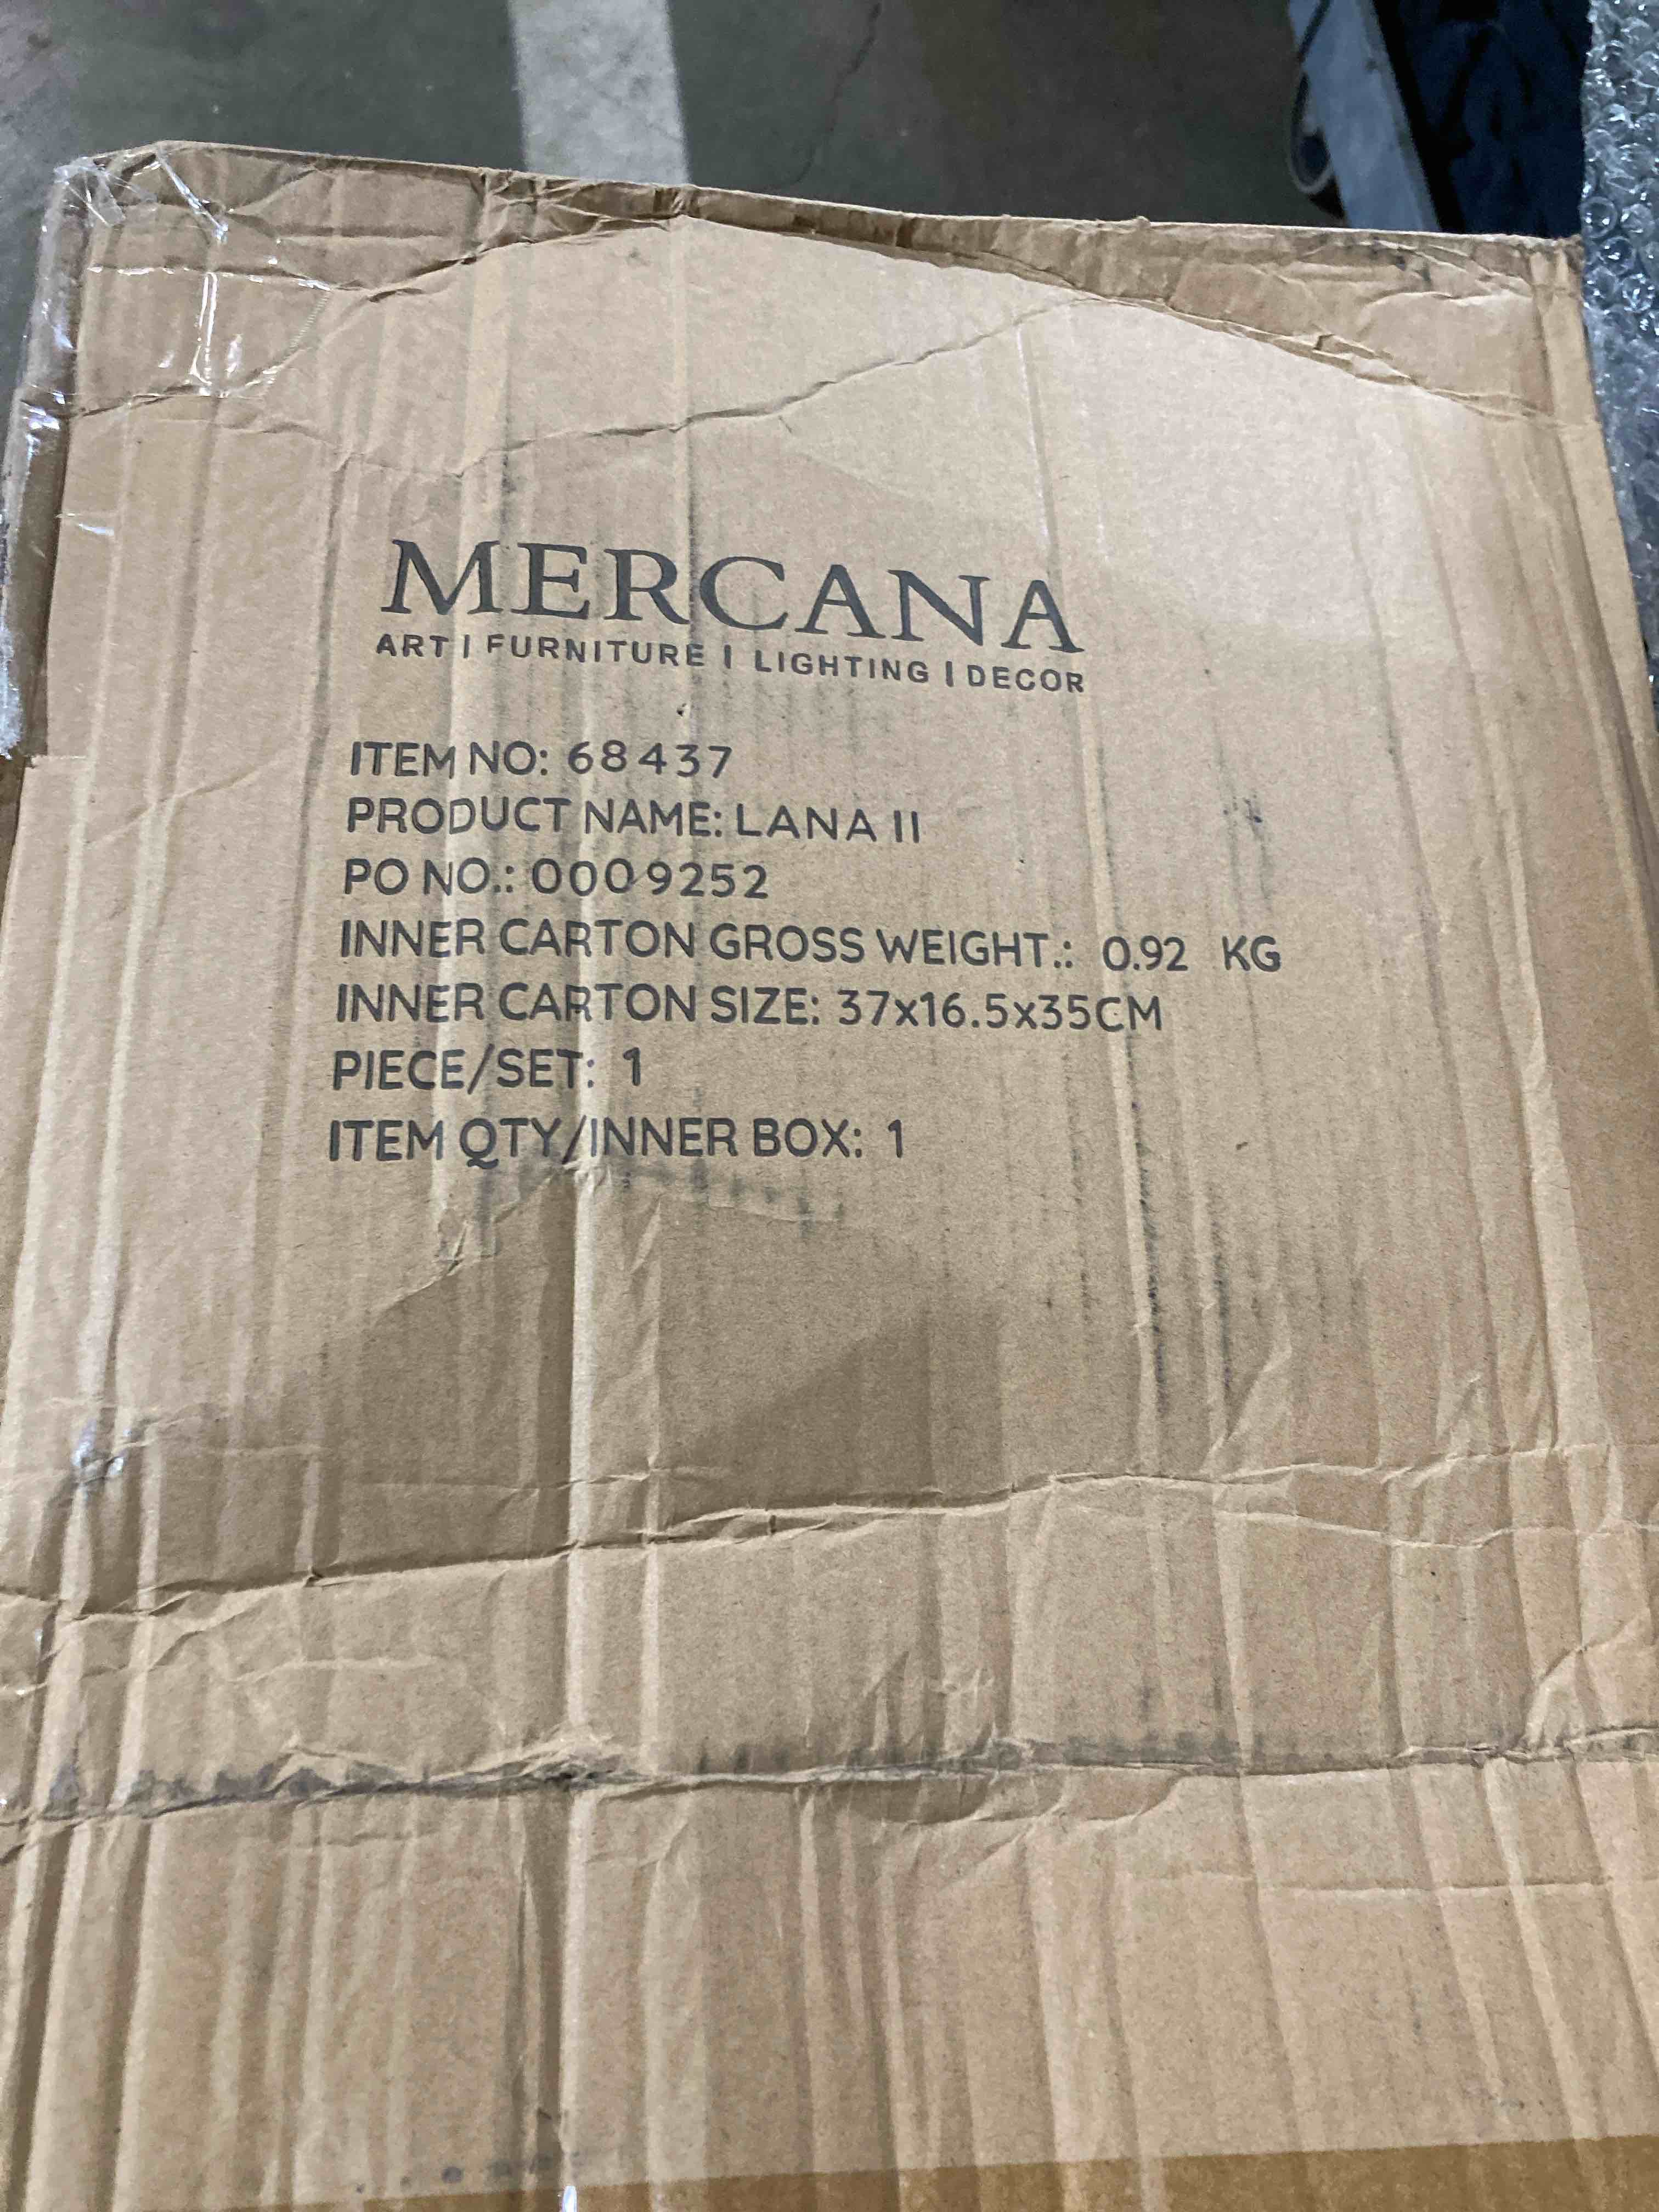 MERCANA
ART | FURNITURE | LIGHTING | DECOR
ITEM NO: 68437
PRODUCT NAME: LANA II
PO NO.: 0009252
INNER CARTON GROSS WEIGHT.: 0.92 KG
INNER CARTON SIZE: 37x16.5x35CM
PIECE/SET: 1
ITEM QTY/INNER BOX: 1